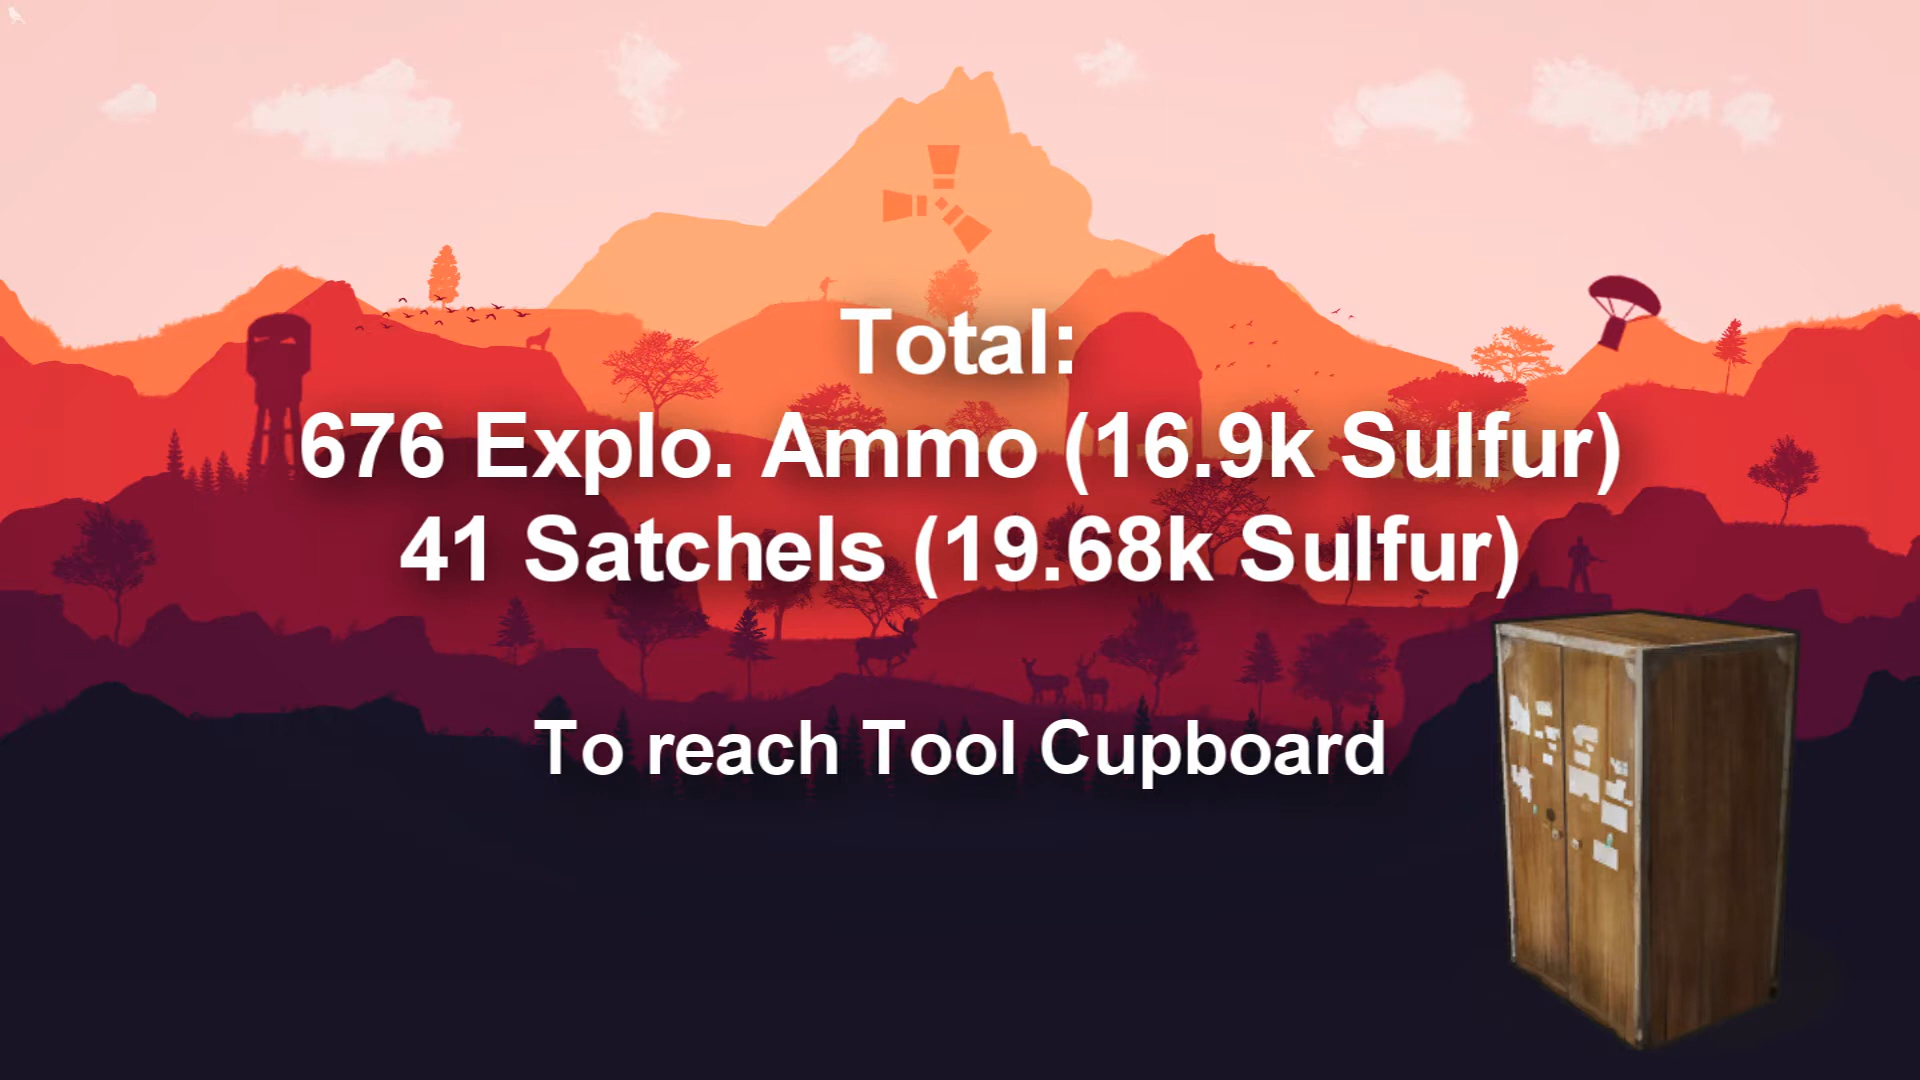 Total:
676 Explo. Ammo (16.9k Sulfur)
41 Satchels (19.68k Sulfur)
To reach Tool Cupboard